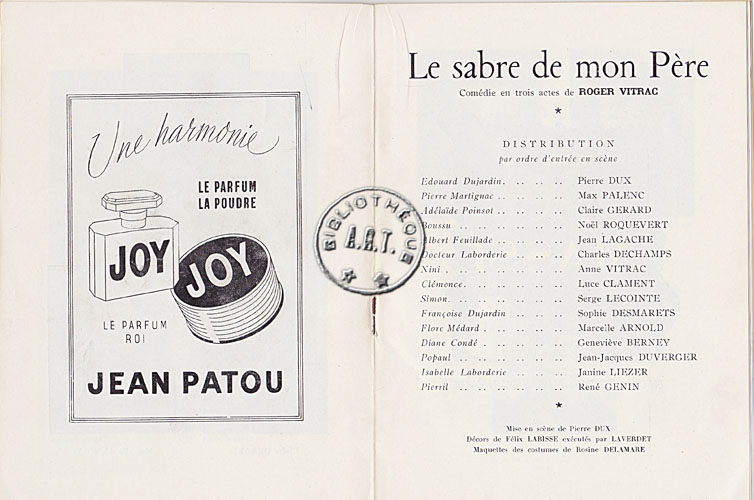 Une harmonie
LE PARFUM
LA POUDRE
JOY
JOY
LE PARFUM
ROI
JEAN PATOU
BIBLIOTHÈQUE
A.R.T.
Le sabre de mon Père
Comédie en trois actes de ROGER VITRAC
*
DISTRIBUTION
par ordre d'entrée en scène
Edouard Dujardin. .. .. .. Pierre DUX
Pierre Martignac .. .. .. .. Max PALENC
Adélaïde Poinsot .. .. .. .. Claire GERARD
Boussu .. .. .. .. .. .. Noël ROQUEVERT
Albert Feuillade .. .. .. .. Jean LAGACHE
Docteur Laborderie .. .. .. Charles DECHAMPS
Nini .. .. .. .. .. .. .. Anne VITRAC
Clémonce. .. .. .. .. .. Luce CLAMENT
Simon. .. .. .. .. .. .. Serge LECOINTE
Françoise Dujardin .. .. .. Sophie DESMARETS
Flore Médard . .. .. .. .. Marcelle ARNOLD
Diane Condé . .. .. .. .. Geneviève BERNEY
Popaul .. .. .. .. .. .. Jean-Jacques DUVERGER
Isabelle Laborderie .. .. .. Janine LIEZER
Pierril .. .. .. .. .. .. René GENIN
*
Mise en scène de Pierre DUX
Décors de Félix LABISSE exécutés par LAVERDET
Maquettes des costumes de Rosine DELAMARE